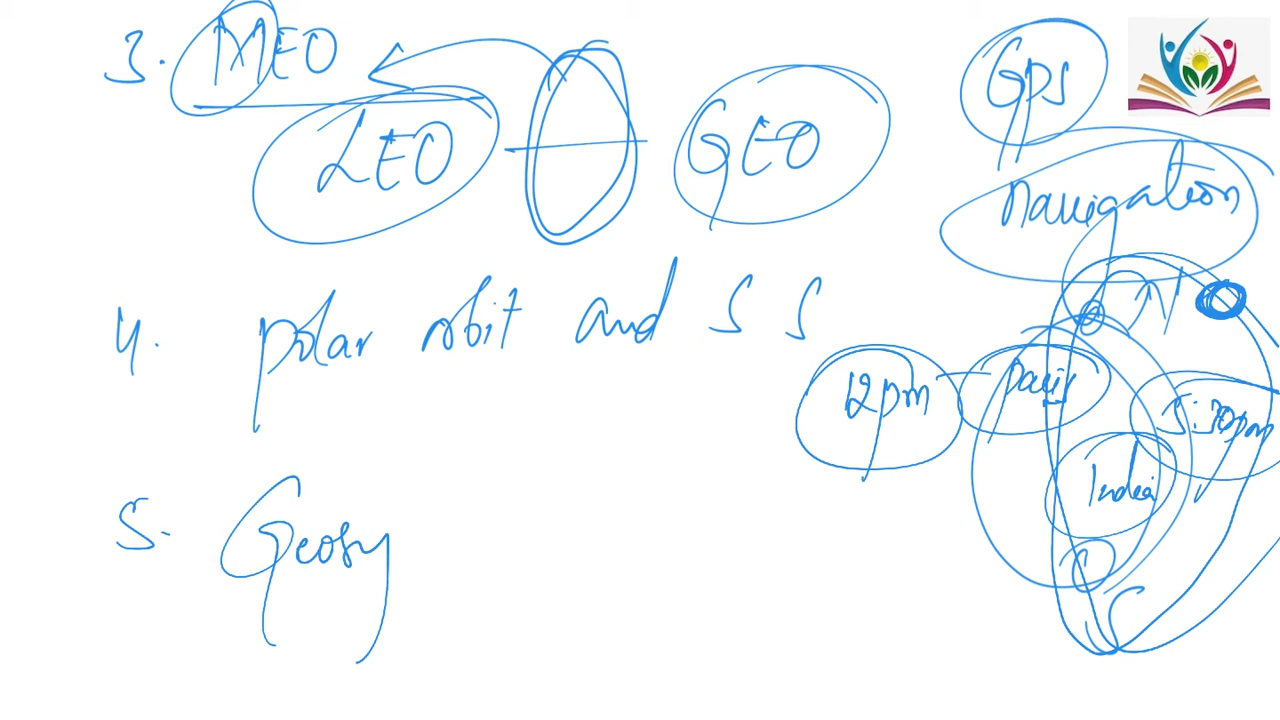 3. MEO
LEO
GEO
GPS
Navigation
4. polar orbit and S S
N
12pm
Paris
5:30pm
India
5. Geosy
S